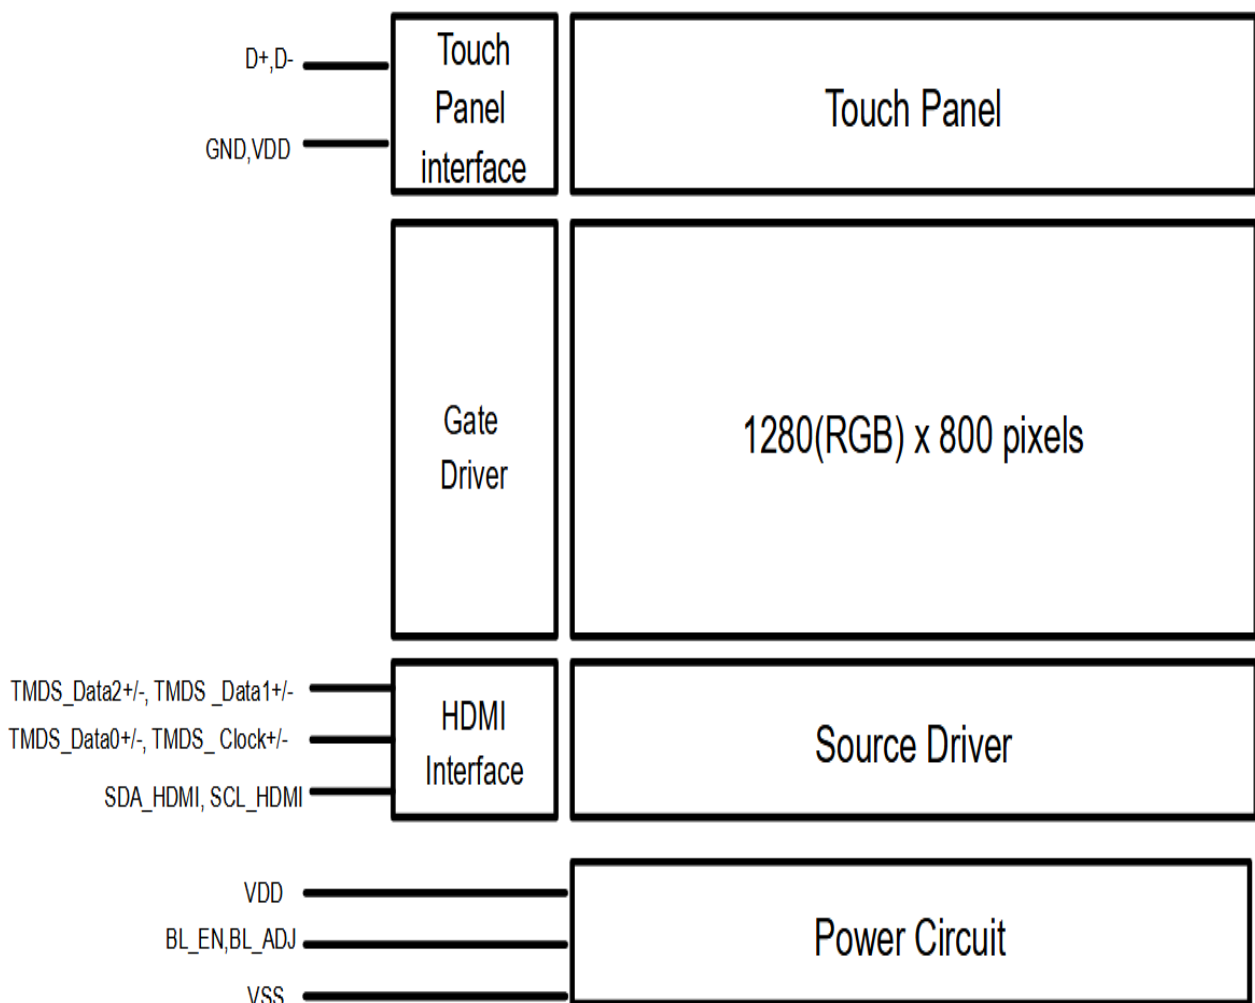 D+,D-
GND,VDD
Touch
Panel
interface
Touch Panel
Gate
Driver
1280(RGB) x 800 pixels
TMDS_Data2+/-, TMDS _Data1+/-
TMDS_Data0+/-, TMDS_ Clock+/-
SDA_HDMI, SCL_HDMI
HDMI
Interface
Source Driver
VDD
BL_EN,BL_ADJ
VSS
Power Circuit